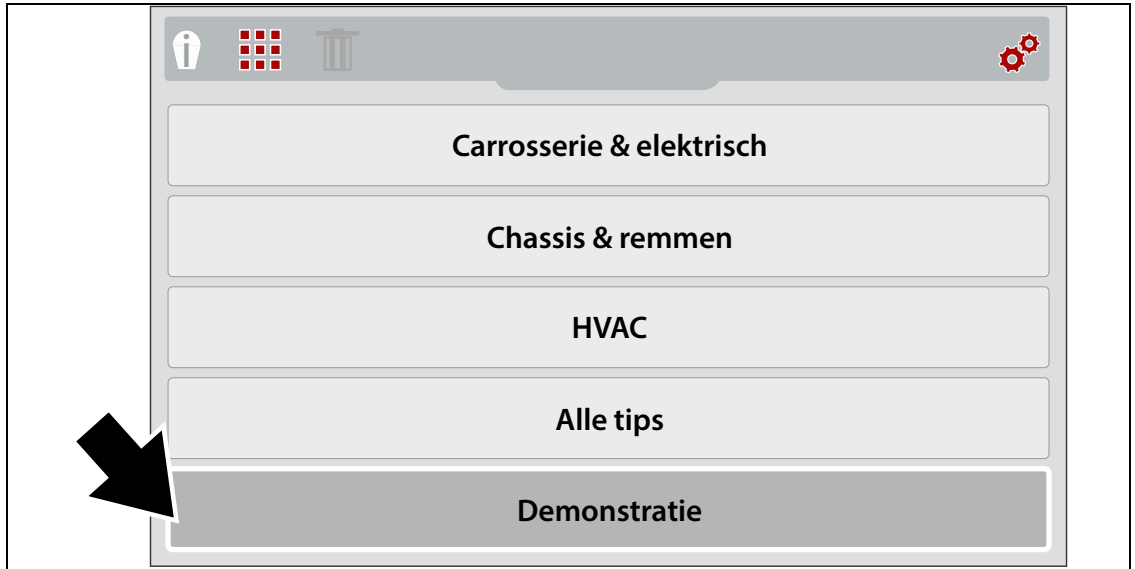 Carrosserie & elektrisch
Chassis & remmen
HVAC
Alle tips
Demonstratie